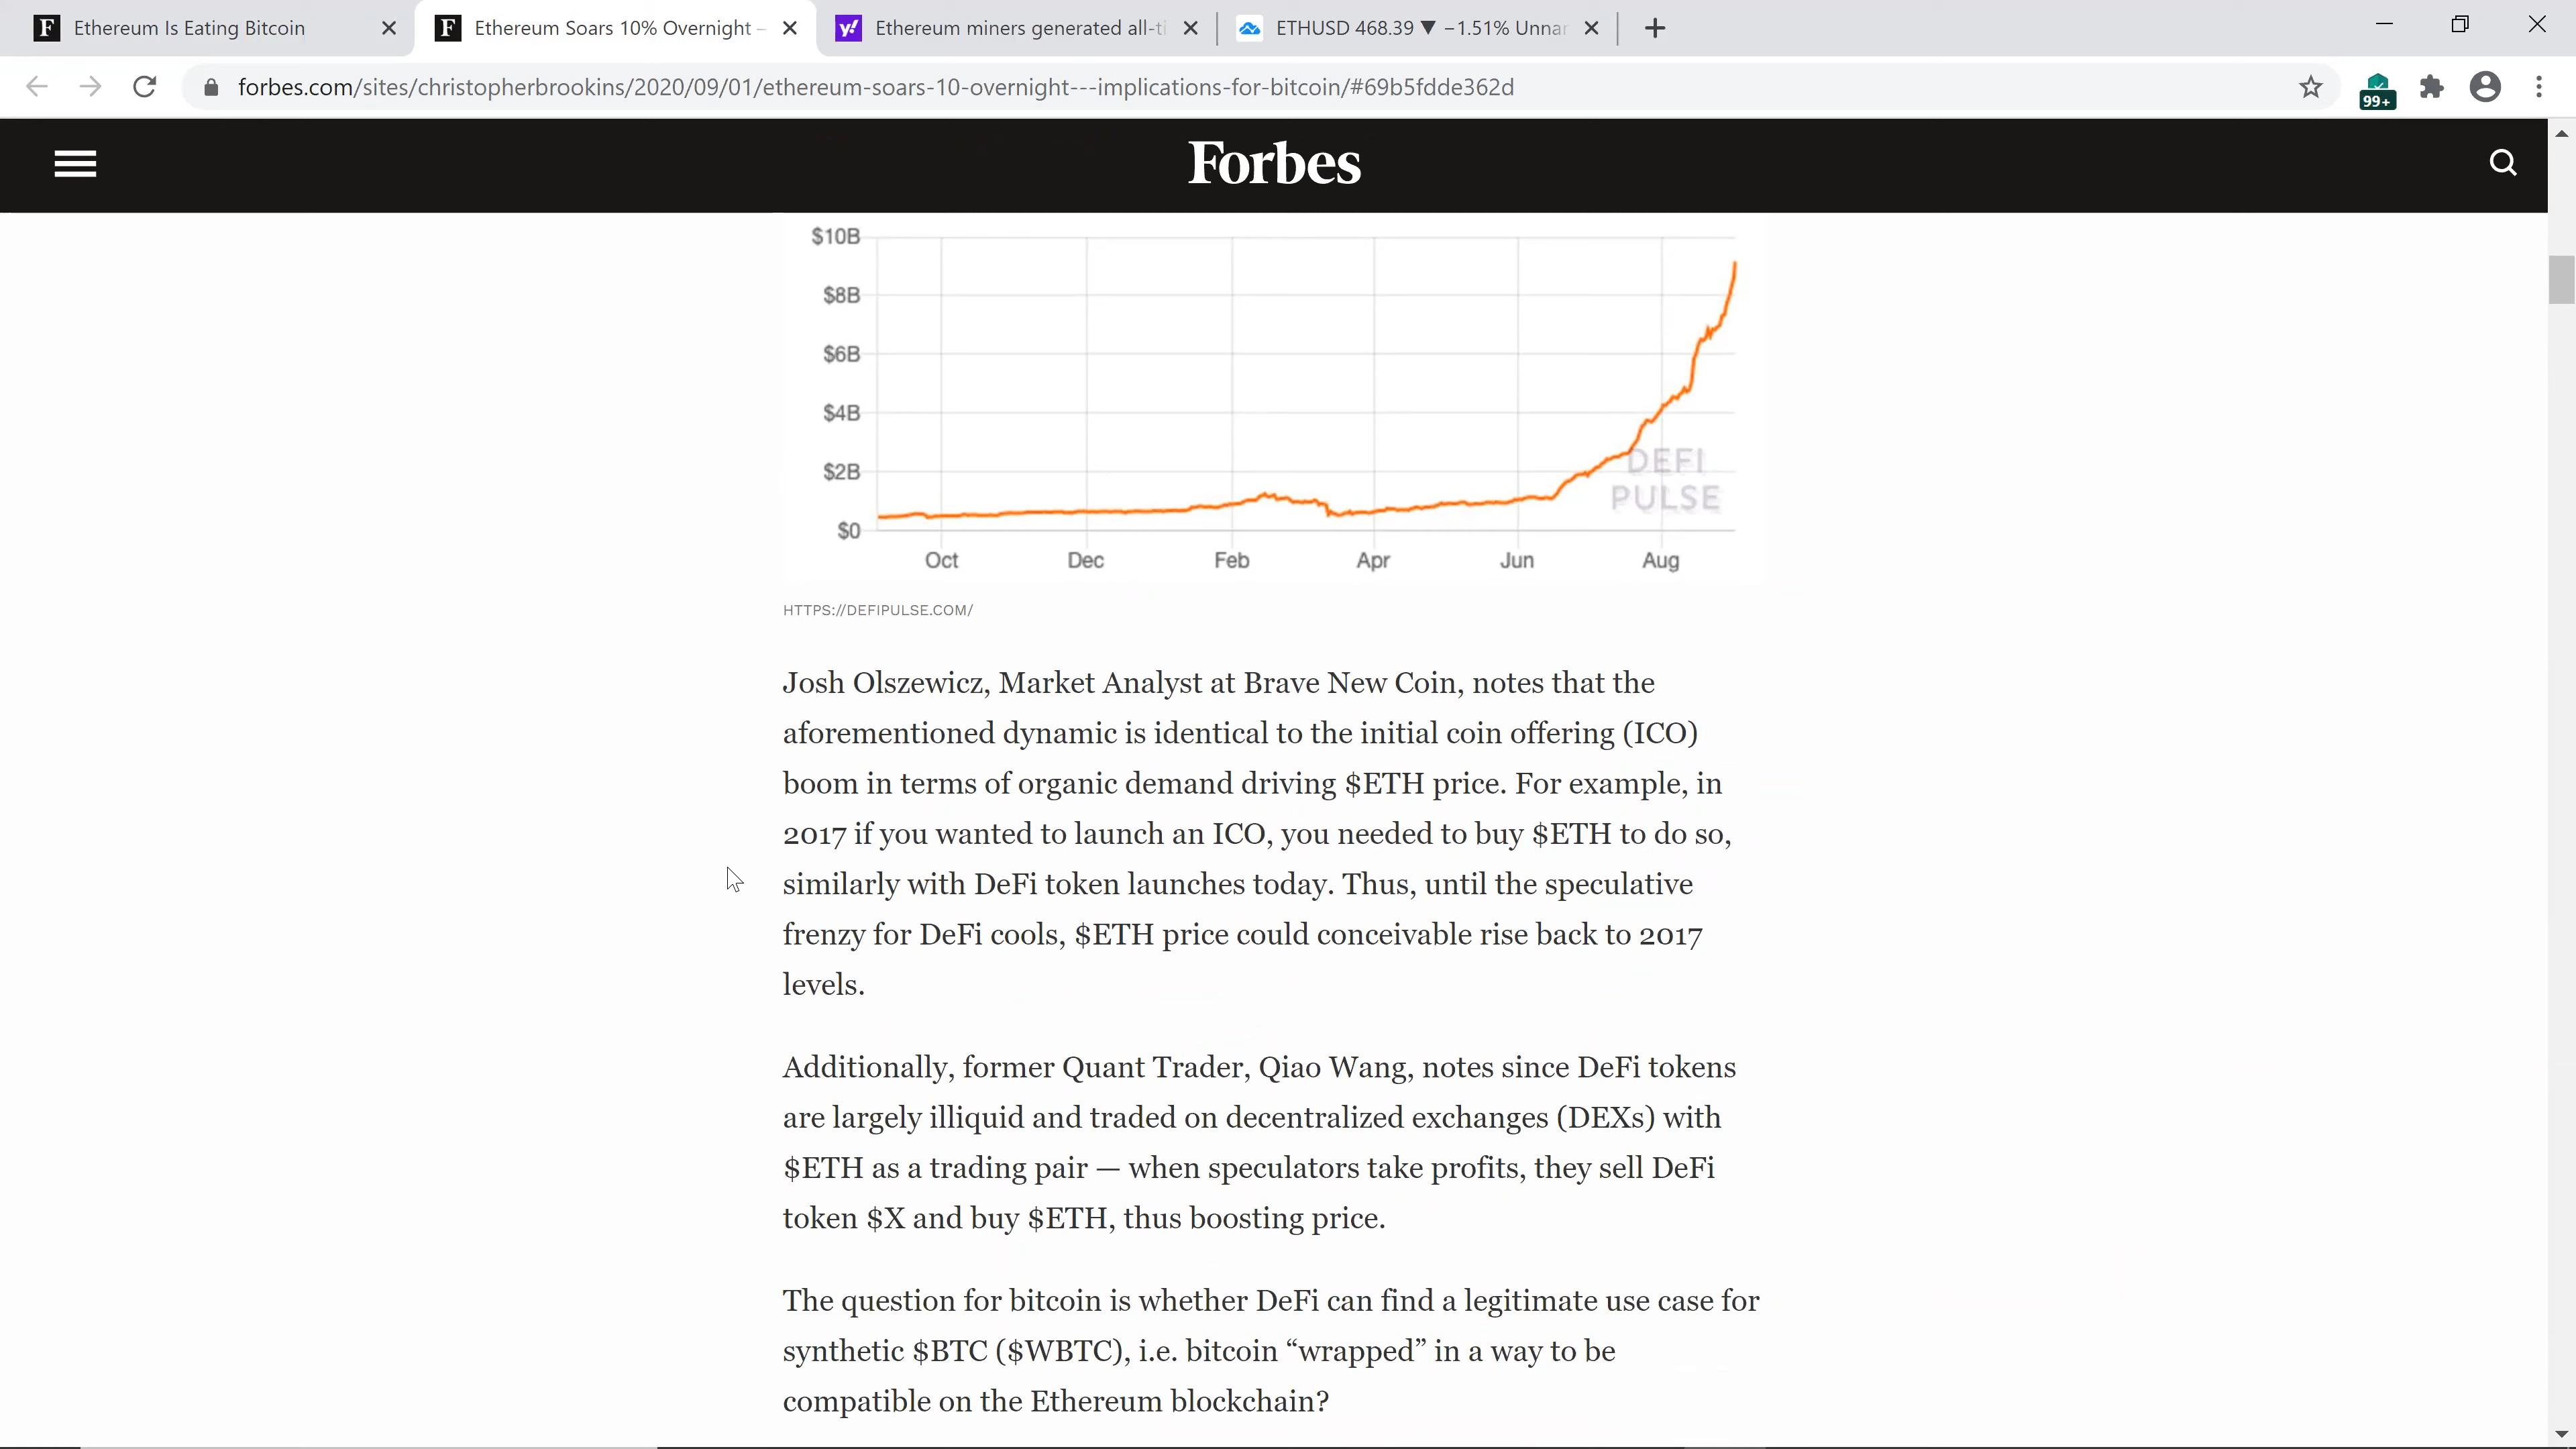 Ethereum Is Eating Bitcoin
Ethereum Soars 10% Overnight –
Ethereum miners generated all-ti
ETHUSD 468.39 ▼ −1.51% Unnar
forbes.com/sites/christopherbrookins/2020/09/01/ethereum-soars-10-overnight---implications-for-bitcoin/#69b5fdde362d
99+
Forbes
$10B
$8B
$6B
$4B
$2B
$0
DEFI
PULSE
Oct Dec Feb Apr Jun Aug
HTTPS://DEFIPULSE.COM/
Josh Olszewicz, Market Analyst at Brave New Coin, notes that the
aforementioned dynamic is identical to the initial coin offering (ICO)
boom in terms of organic demand driving $ETH price. For example, in
2017 if you wanted to launch an ICO, you needed to buy $ETH to do so,
similarly with DeFi token launches today. Thus, until the speculative
frenzy for DeFi cools, $ETH price could conceivable rise back to 2017
levels.
Additionally, former Quant Trader, Qiao Wang, notes since DeFi tokens
are largely illiquid and traded on decentralized exchanges (DEXs) with
$ETH as a trading pair — when speculators take profits, they sell DeFi
token $X and buy $ETH, thus boosting price.
The question for bitcoin is whether DeFi can find a legitimate use case for
synthetic $BTC ($WBTC), i.e. bitcoin “wrapped” in a way to be
compatible on the Ethereum blockchain?